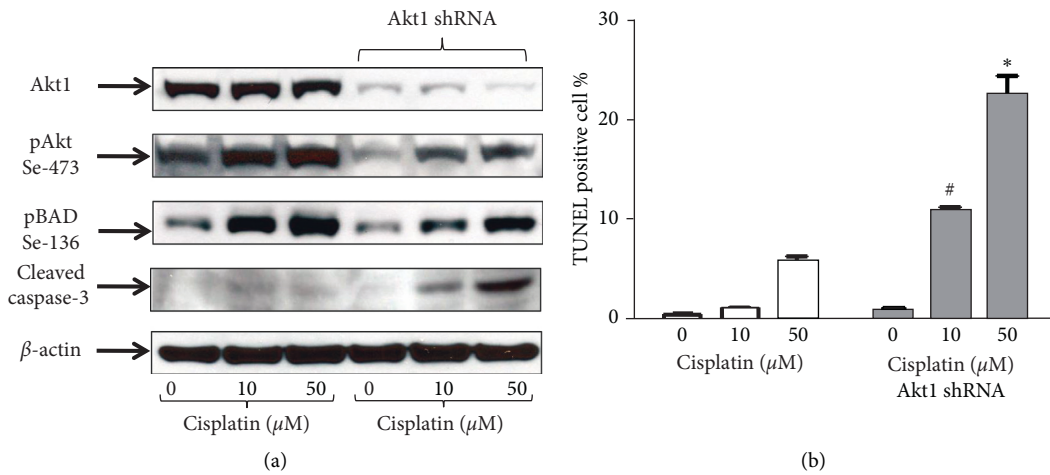 Akt1 shRNA
Akt1
pAkt
Se-473
pBAD
Se-136
Cleaved
caspase-3
β-actin
0 10 50 0 10 50
Cisplatin (μM) Cisplatin (μM)
(a)
TUNEL positive cell %
30
20
10
0
#
*
0 10 50 0 10 50
Cisplatin (μM) Cisplatin (μM)
Akt1 shRNA
(b)